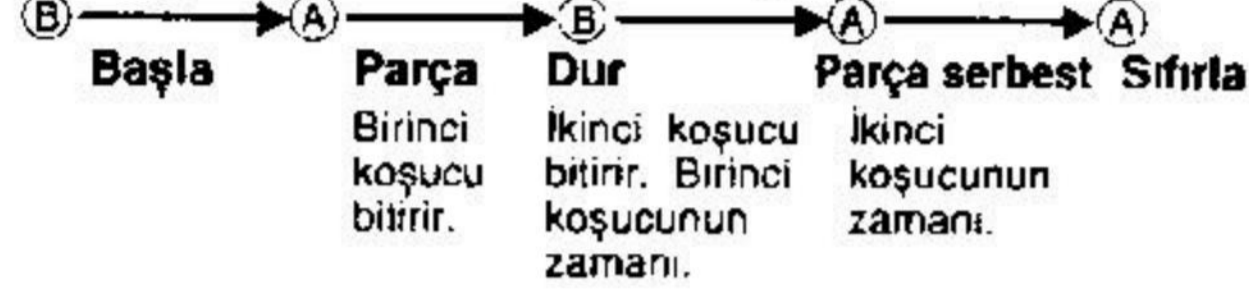 B A B A A
Başla Parça Dur Parça serbest Sıfırla
Birinci İkinci koşucu İkinci
koşucu bitirir. Birinci koşucunun
bitirir. koşucunun zamanı.
zamanı.